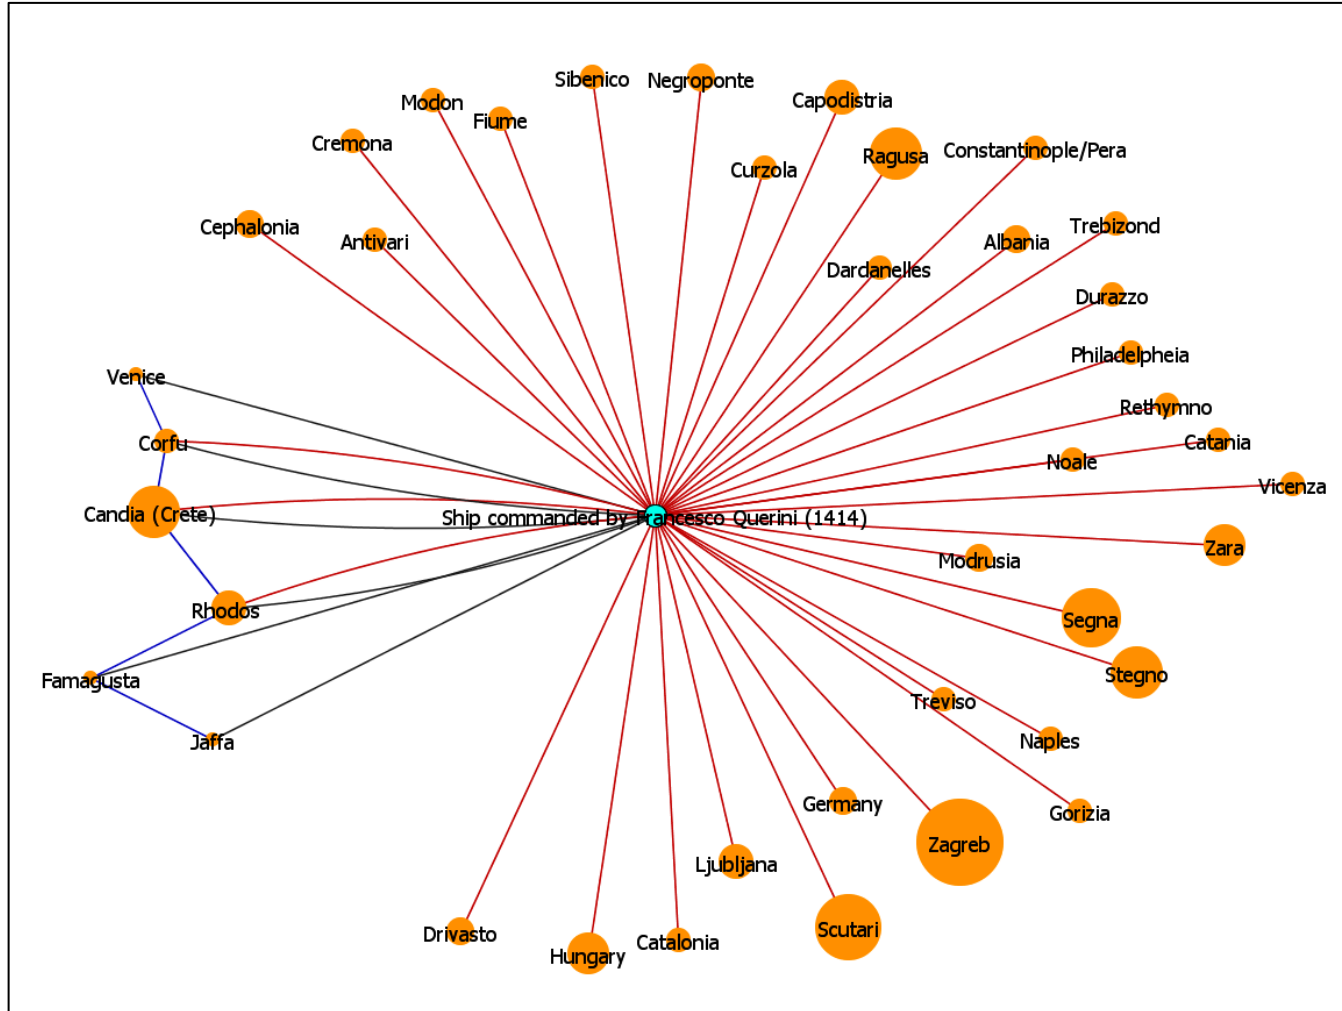 Sibenico
Negroponte
Modon
Capodistria
Fiume
Cremona
Ragusa
Constantinople/Pera
Curzola
Cephalonia
Antivari
Albania
Trebizond
Dardanelles
Durazzo
Philadelpheia
Venice
Rethymno
Corfu
Catania
Noale
Vicenza
Candia (Crete)
Ship commanded by Francesco Querini (1414)
Zara
Modrusia
Rhodos
Segna
Stegno
Famagusta
Treviso
Jaffa
Naples
Germany
Gorizia
Zagreb
Ljubljana
Drivasto
Scutari
Catalonia
Hungary